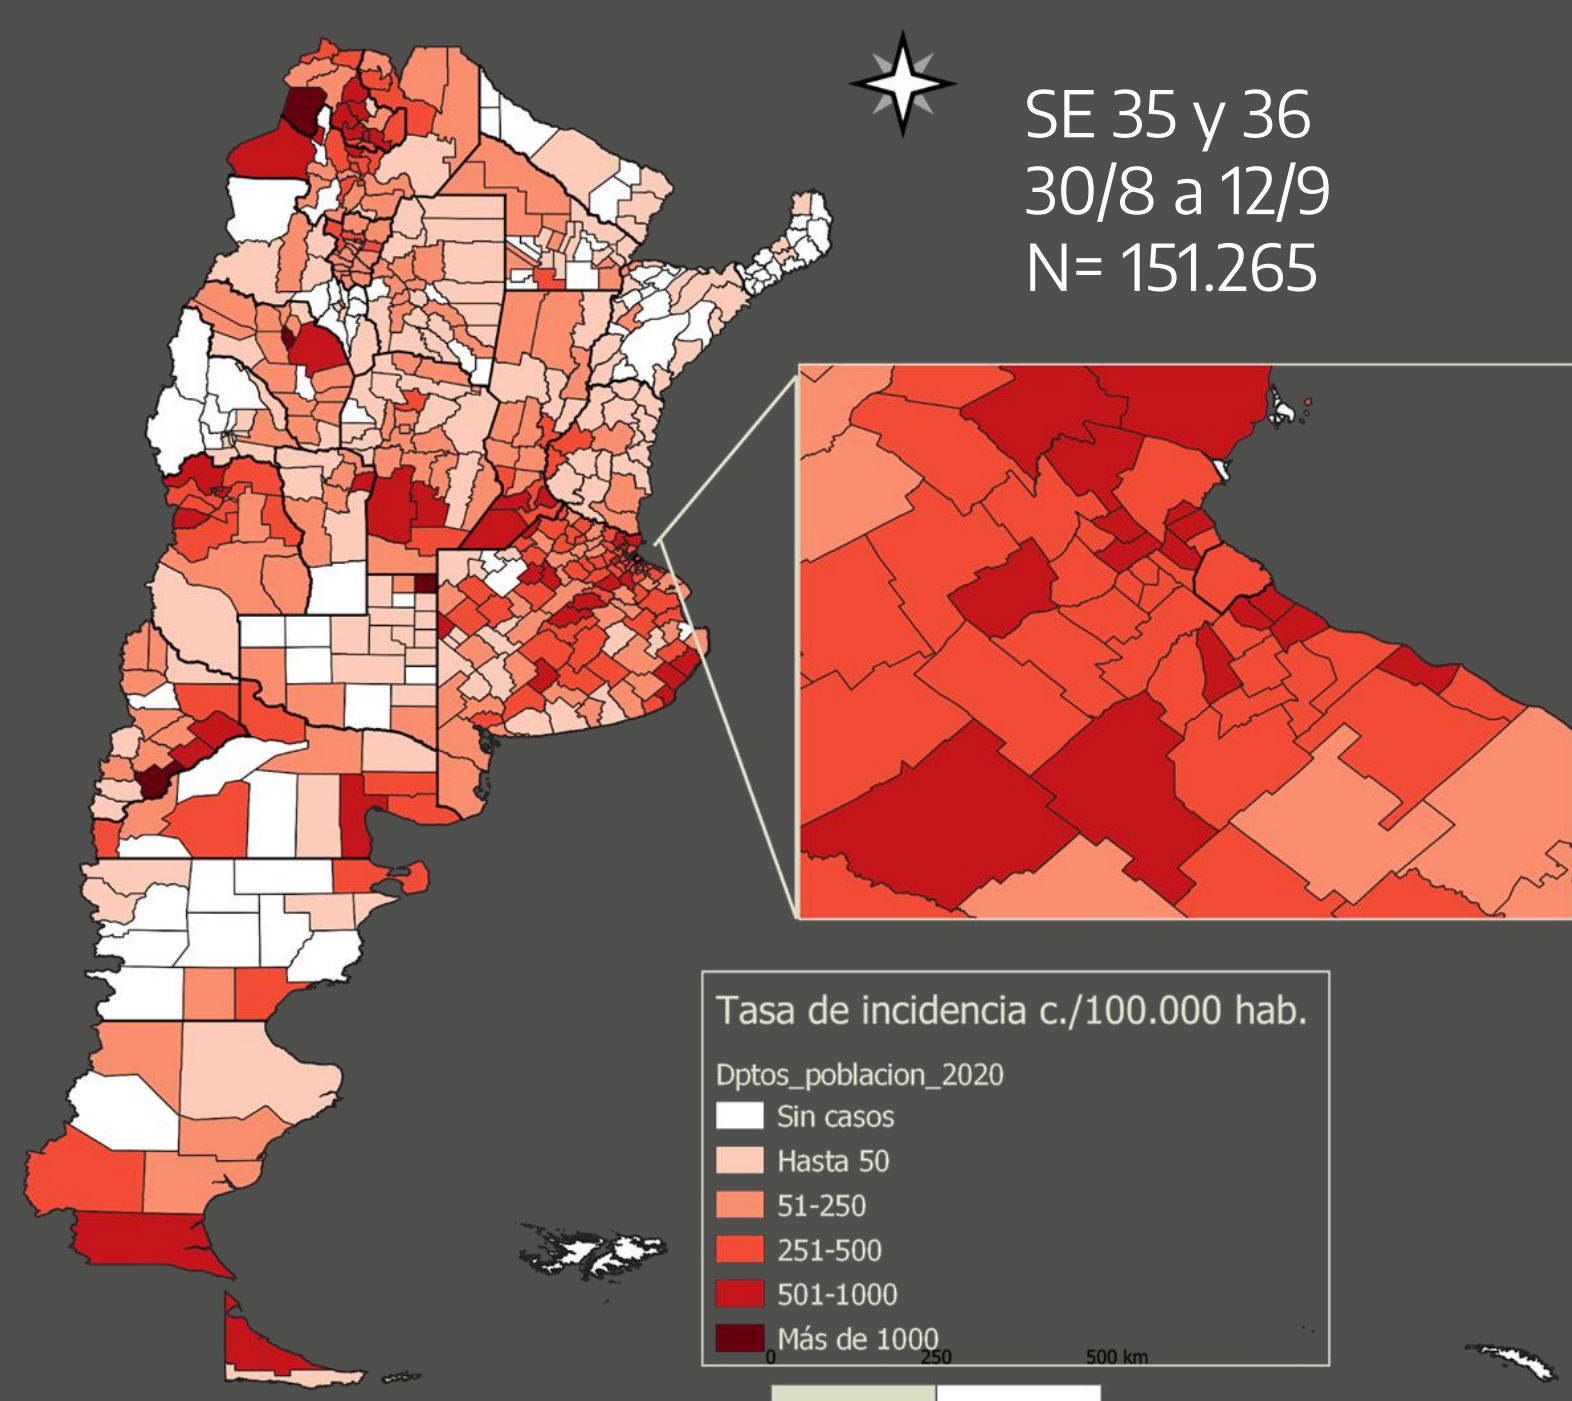 SE 35 y 36
30/8 a 12/9
N= 151.265
Tasa de incidencia c./100.000 hab.
Dptos_poblacion_2020
Sin casos
Hasta 50
51-250
251-500
501-1000
Más de 1000
0 250 500 km